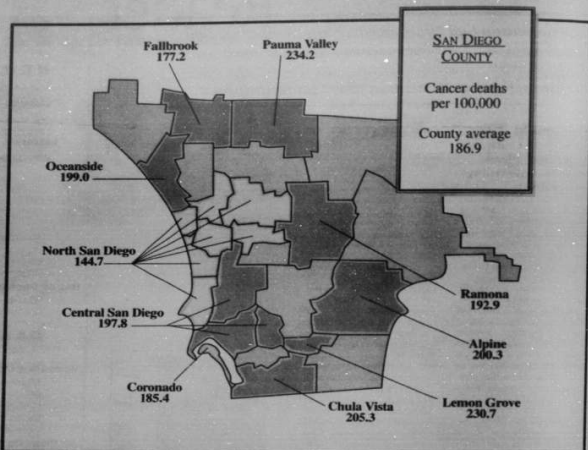 SAN DIEGO
COUNTY
Cancer deaths
per 100,000
County average
186.9
Fallbrook
177.2
Pauma Valley
234.2
Oceanside
199.0
North San Diego
144.7
Central San Diego
197.8
Ramona
192.9
Alpine
200.3
Coronado
185.4
Chula Vista
205.3
Lemon Grove
230.7